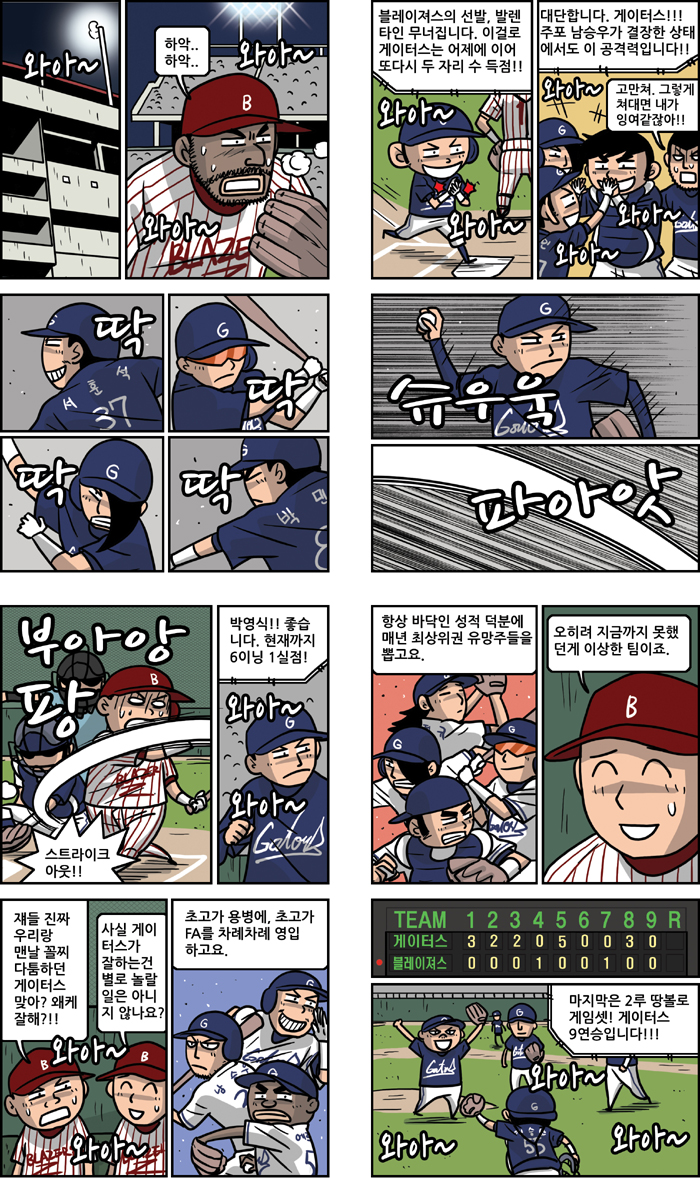 와아~
하악..
하악..
B
와아~
와아~
BLAZER
블레이져스의 선발, 발렌
타인 무너집니다. 이걸로
게이터스는 어제에 이어
또다시 두 자리 수 득점!!
와아~
G
와아~
대단합니다. 게이터스!!!
주포 남승우가 결장한 상태
에서도 이 공격력입니다!!
와아~
고만쳐. 그렇게
쳐대면 내가
잉여같잖아!!
G
와아~
와아~
딱
서 훈 석
37
G
딱
딱
G
딱
박 민
G
슈우욱
파아앗
부아앙
팡
B
BLAZER
스트라이크
아웃!!
박영식!! 좋습
니다. 현재까지
6이닝 1실점!
와아~
G
와아~
Gators
항상 바닥인 성적 덕분에
매년 최상위권 유망주들을
뽑고요.
G
G
오히려 지금까지 못했
던게 이상한 팀이죠.
B
쟤들 진짜
우리랑
맨날 꼴찌
다툼하던
게이터스
맞아? 왜케
잘해?!!
사실 게이
터스가
잘하는건
별로 놀랄
일은 아니
지 않나요?
와아~
B
B
와아~
BLAZER
초고가 용병에, 초고가
FA를 차례차례 영입
하고요.
TEAM 1 2 3 4 5 6 7 8 9 R
게이터스 3 2 2 0 5 0 0 3 0
블레이져스 0 0 0 1 0 0 1 0 0
마지막은 2루 땅볼로
게임셋! 게이터스
9연승입니다!!!
와아~
와아~
와아~
G
55